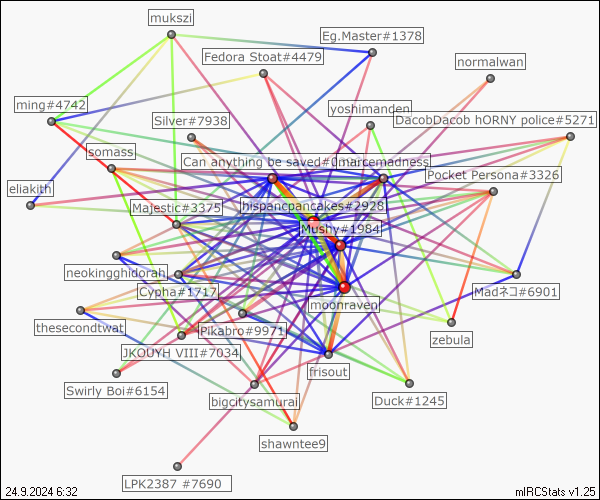 mukszi
Eg.Master#1378
Fedora Stoat#4479
normalwan
ming#4742
yoshimanden
Silver#7938
DacobDacob hORNY police#5271
somass
Can anything be saved#0marcemadness
Pocket Persona#3326
eliakith
Majestic#3375
hispancpancakes#2928
Mushy#1984
neokingghidorah
Cypha#1717
Madネコ#6901
moonraven
thesecondtwat
Pikabro#9971
zebula
JKOUYH VIII#7034
frisout
Swirly Boi#6154
bigcitysamurai
Duck#1245
shawntee9
LPK2387 #7690
24.9.2024 6:32
mIRCStats v1.25